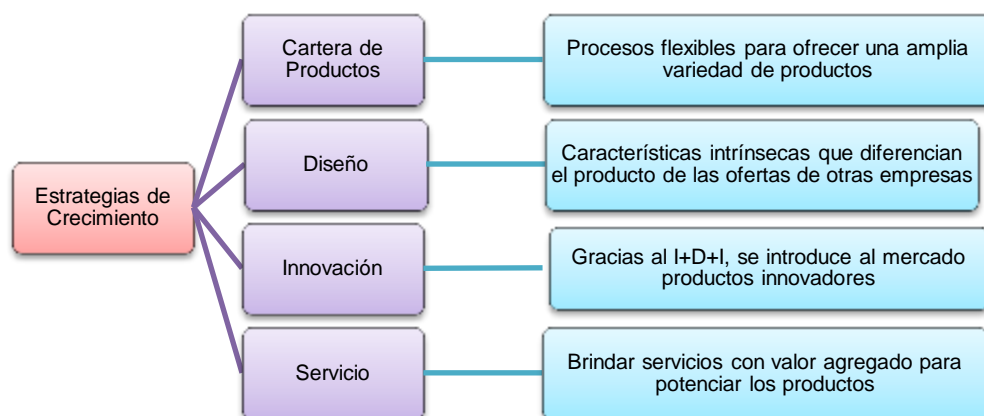 Estrategias de
Crecimiento
Cartera de
Productos
Procesos flexibles para ofrecer una amplia
variedad de productos
Diseño
Características intrínsecas que diferencian
el producto de las ofertas de otras empresas
Innovación
Gracias al I+D+I, se introduce al mercado
productos innovadores
Servicio
Brindar servicios con valor agregado para
potenciar los productos